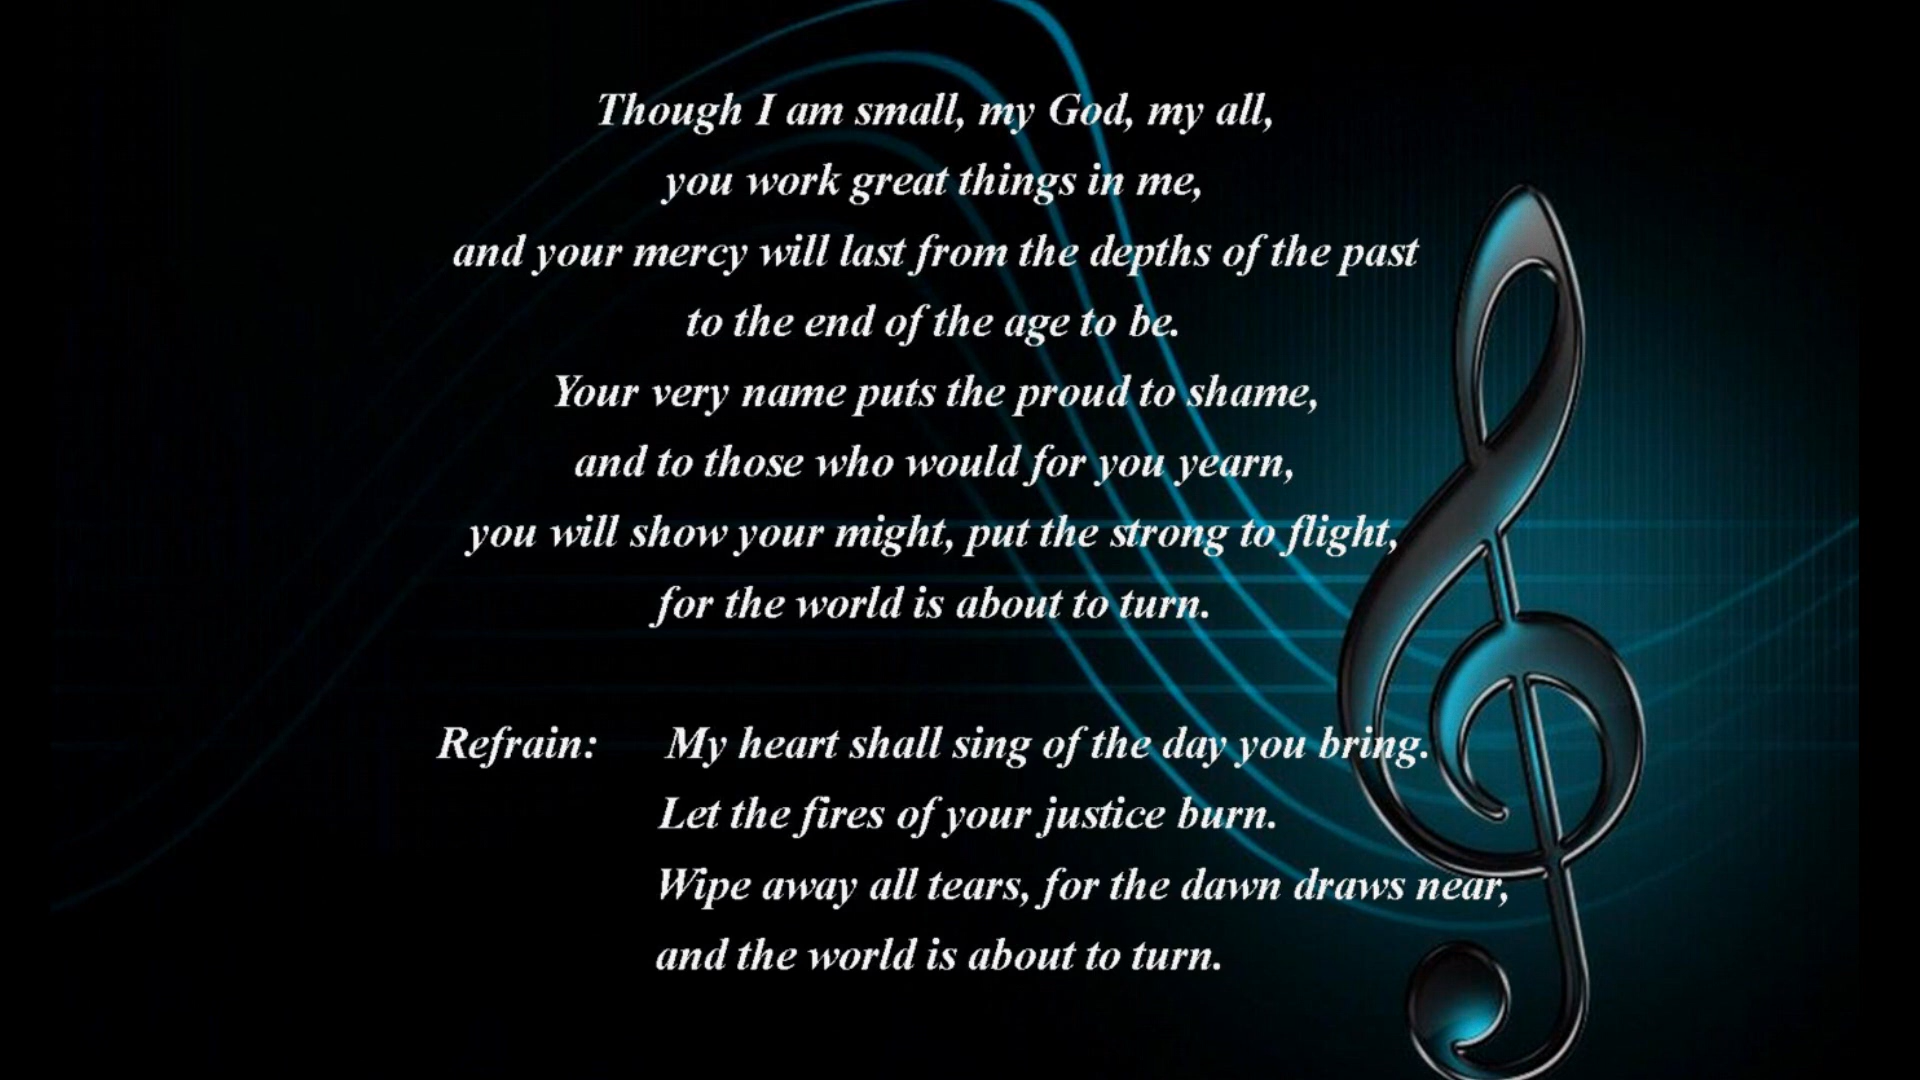 Though I am small, my God, my all,
you work great things in me,
and your mercy will last from the depths of the past
to the end of the age to be.
Your very name puts the proud to shame,
and to those who would for you yearn,
you will show your might, put the strong to flight,
for the world is about to turn.
Refrain: My heart shall sing of the day you bring.
Let the fires of your justice burn.
Wipe away all tears, for the dawn draws near,
and the world is about to turn.